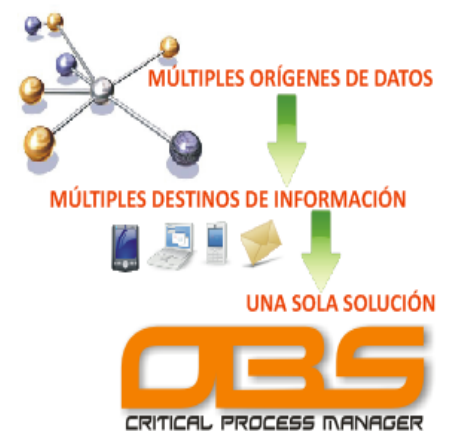 MÚLTIPLES ORÍGENES DE DATOS
MÚLTIPLES DESTINOS DE INFORMACIÓN
UNA SOLA SOLUCIÓN
OBS
CRITICAL PROCESS MANAGER